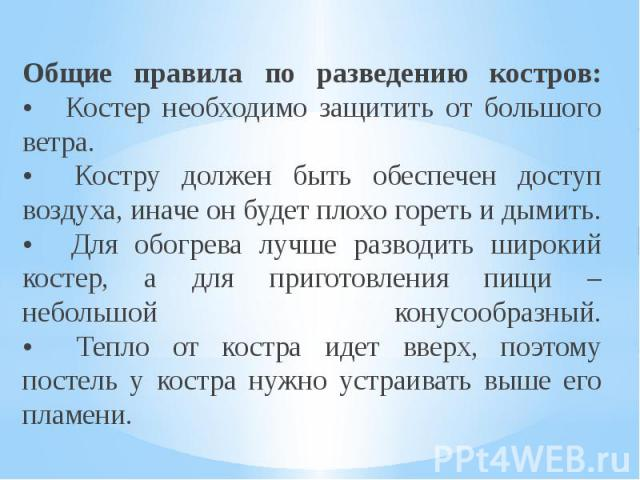 Общие правила по разведению костров:
• Костер необходимо защитить от большого
ветра.
• Костру должен быть обеспечен доступ
воздуха, иначе он будет плохо гореть и дымить.
• Для обогрева лучше разводить широкий
костер, а для приготовления пищи –
небольшой конусообразный.
• Тепло от костра идет вверх, поэтому
постель у костра нужно устраивать выше его
пламени.
PPt4WEB.ru